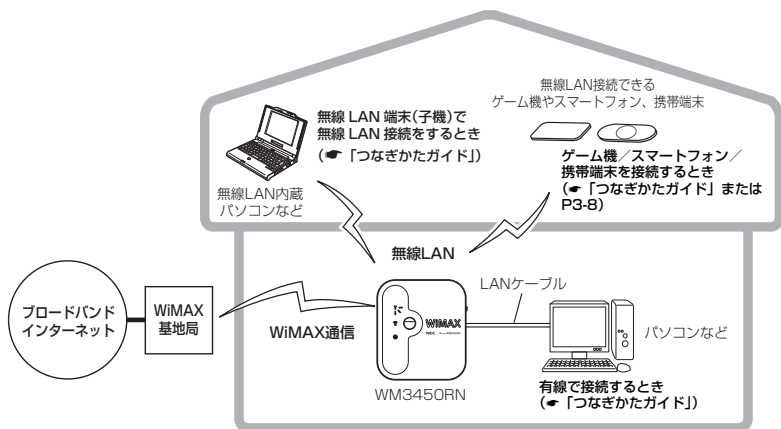 無線LAN接続できる
ゲーム機やスマートフォン、携帯端末
無線 LAN 端末(子機)で
無線 LAN 接続をするとき
(☛「つなぎかたガイド」)
ゲーム機／スマートフォン／
携帯端末を接続するとき
(☛「つなぎかたガイド」または
P3-8)
無線LAN内蔵
パソコンなど
無線LAN
LANケーブル
ブロードバンド
インターネット
WiMAX
基地局
WiMAX通信
WiMAX
NEC
パソコンなど
WM3450RN
有線で接続するとき
(☛「つなぎかたガイド」)